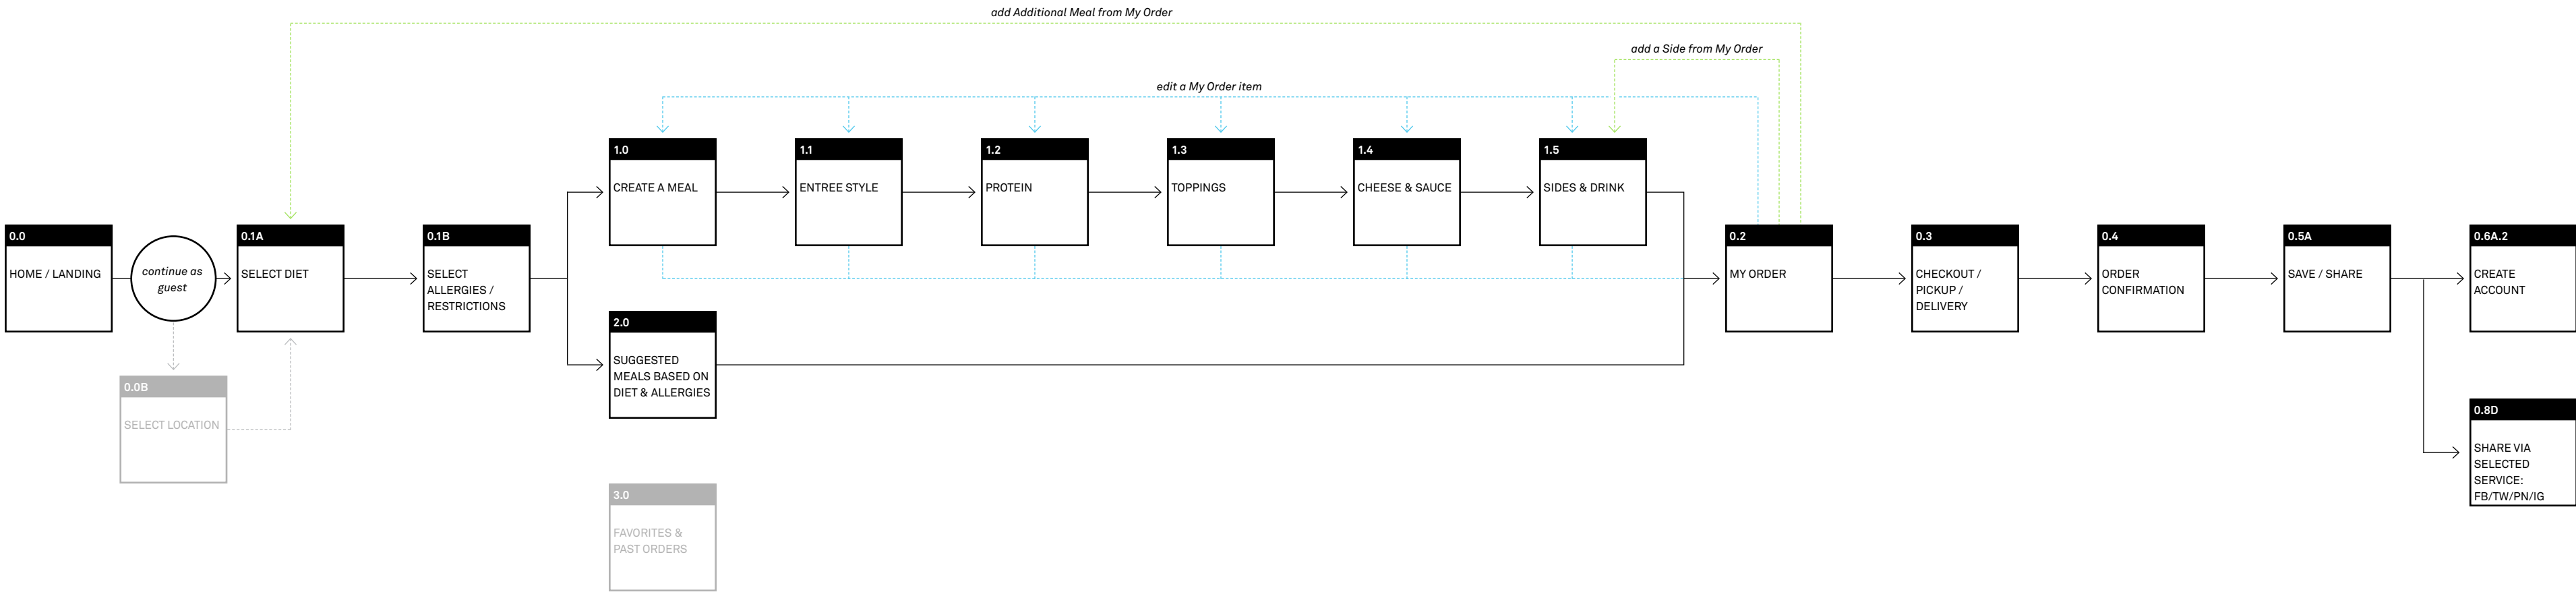 add Additional Meal from My Order
add a Side from My Order
edit a My Order item
1.0
CREATE A MEAL
1.1
ENTREE STYLE
1.2
PROTEIN
1.3
TOPPINGS
1.4
CHEESE & SAUCE
1.5
SIDES & DRINK
0.0
HOME / LANDING
continue as
guest
0.1A
SELECT DIET
0.1B
SELECT
ALLERGIES /
RESTRICTIONS
0.2
MY ORDER
0.3
CHECKOUT /
PICKUP /
DELIVERY
0.4
ORDER
CONFIRMATION
0.5A
SAVE / SHARE
0.6A.2
CREATE
ACCOUNT
2.0
SUGGESTED
MEALS BASED ON
DIET & ALLERGIES
0.0B
SELECT LOCATION
0.8D
SHARE VIA
SELECTED
SERVICE:
FB/TW/PN/IG
3.0
FAVORITES &
PAST ORDERS